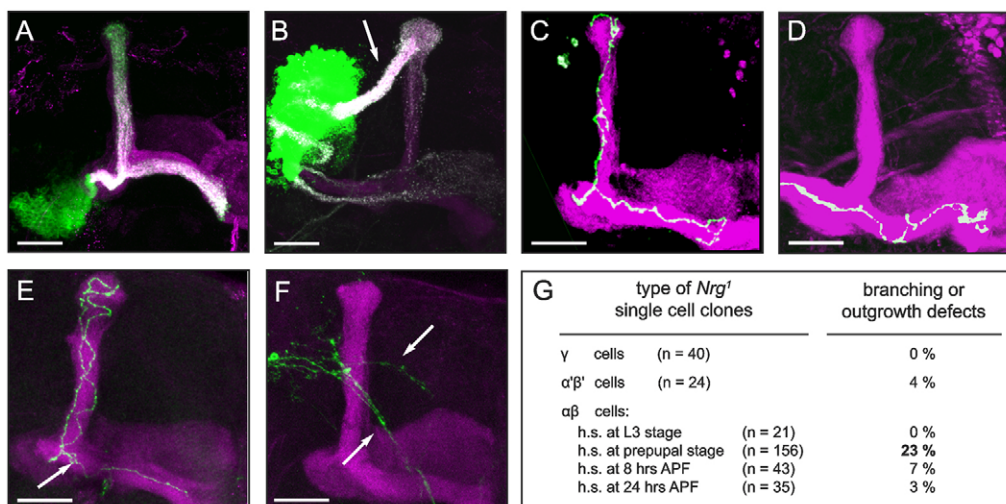 A
B
C
D
E
F
G
type of Nrg¹ branching or
single cell clones outgrowth defects
γ cells (n = 40) 0 %
α'β' cells (n = 24) 4 %
αβ cells:
h.s. at L3 stage (n = 21) 0 %
h.s. at prepupal stage (n = 156) 23 %
h.s. at 8 hrs APF (n = 43) 7 %
h.s. at 24 hrs APF (n = 35) 3 %